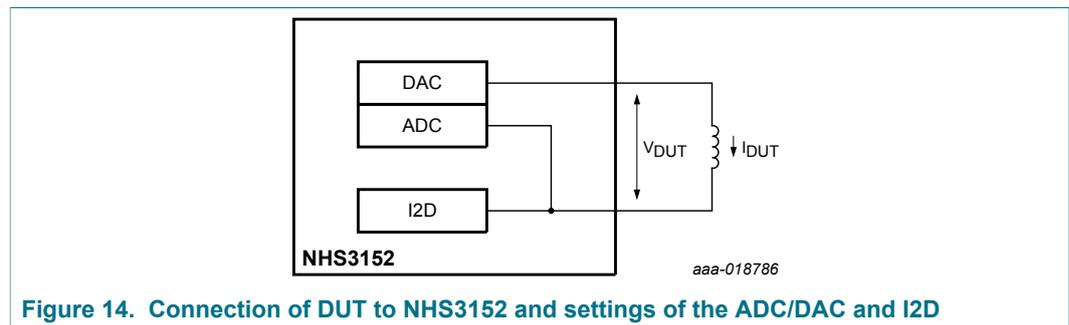 DAC
ADC
I2D
VDUT
IDUT
NHS3152
aaa-018786
Figure 14. Connection of DUT to NHS3152 and settings of the ADC/DAC and I2D